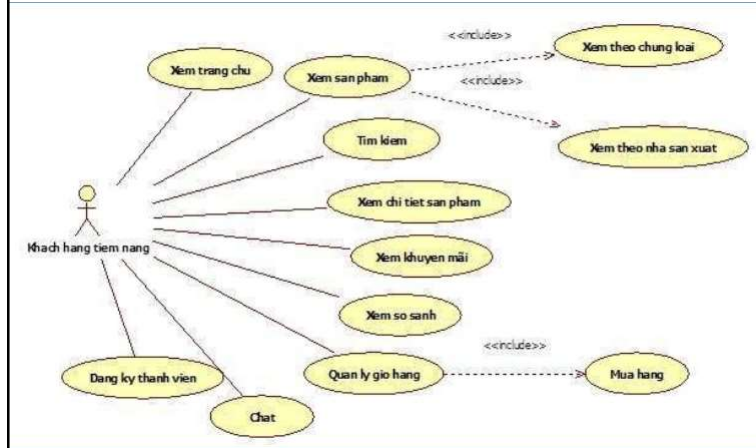 <<include>>
Xem theo chung loai
Xem trang chu
Xem san pham
<<include>>
Tim kiem
Xem theo nha san xuat
Xem chi tiet san pham
Khach hang tiem nang
Xem khuyen mãi
Xem so sanh
<<include>>
Dang ky thanh vien
Quan ly gio hang
Mua hang
Chat